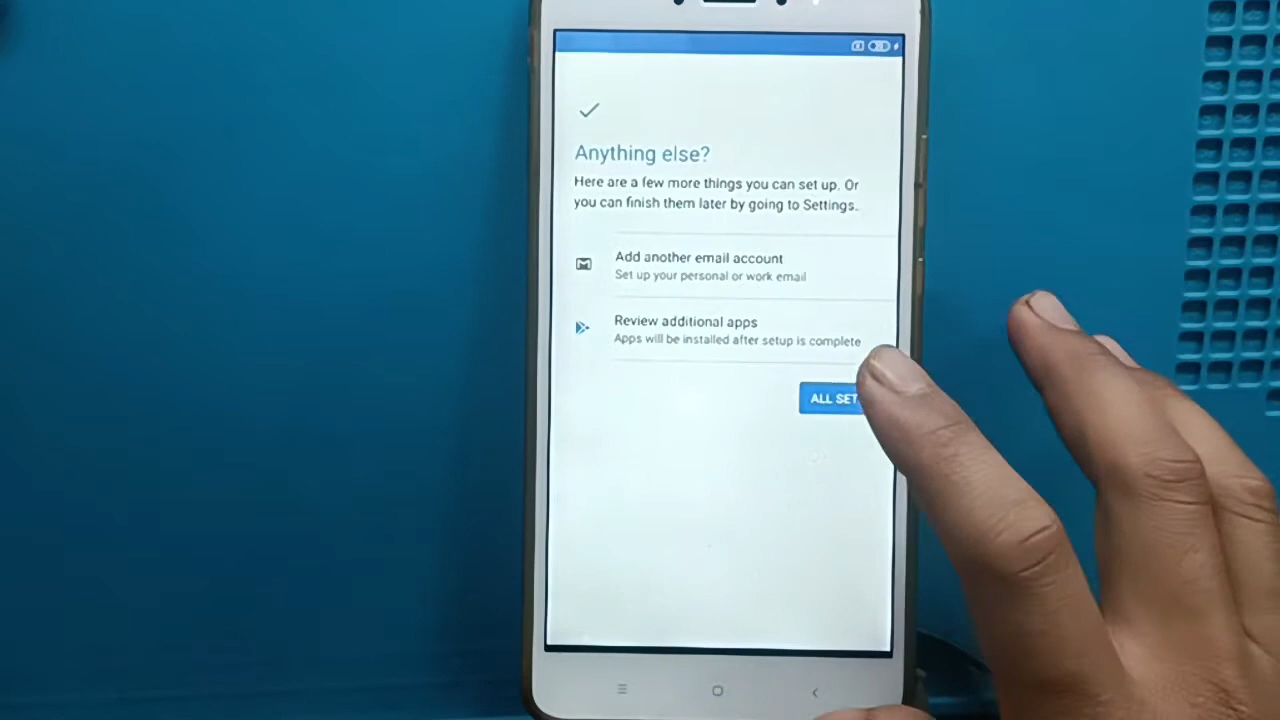 Anything else?
Here are a few more things you can set up. Or
you can finish them later by going to Settings.
Add another email account
Set up your personal or work email
Review additional apps
Apps will be installed after setup is complete
ALL SET